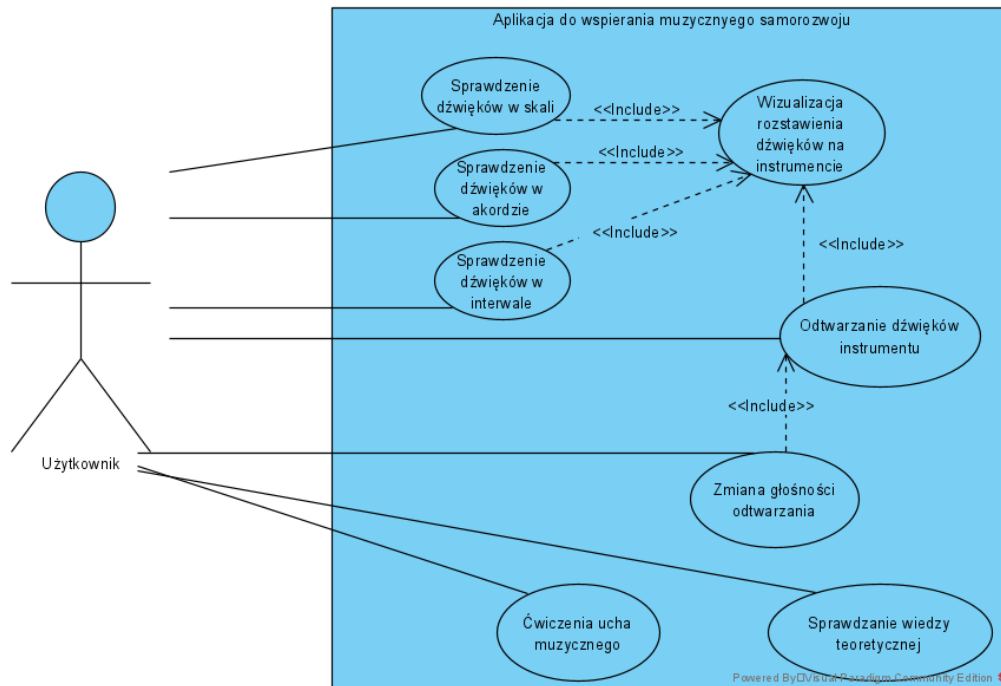 Aplikacja do wspierania muzycznyego samorozwoju
Sprawdzenie
dźwięków w skali
<<Include>>
Wizualizacja
rozstawienia
dźwięków na
instrumencie
Sprawdzenie
dźwięków w
akordzie
<<Include>>
<<Include>>
Sprawdzenie
dźwięków w
interwale
<<Include>>
Odtwarzanie dźwięków
instrumentu
<<Include>>
Użytkownik
Zmiana głośności
odtwarzania
Ćwiczenia ucha
muzycznego
Sprawdzanie wiedzy
teoretycznej
Powered By Visual Paradigm Community Edition